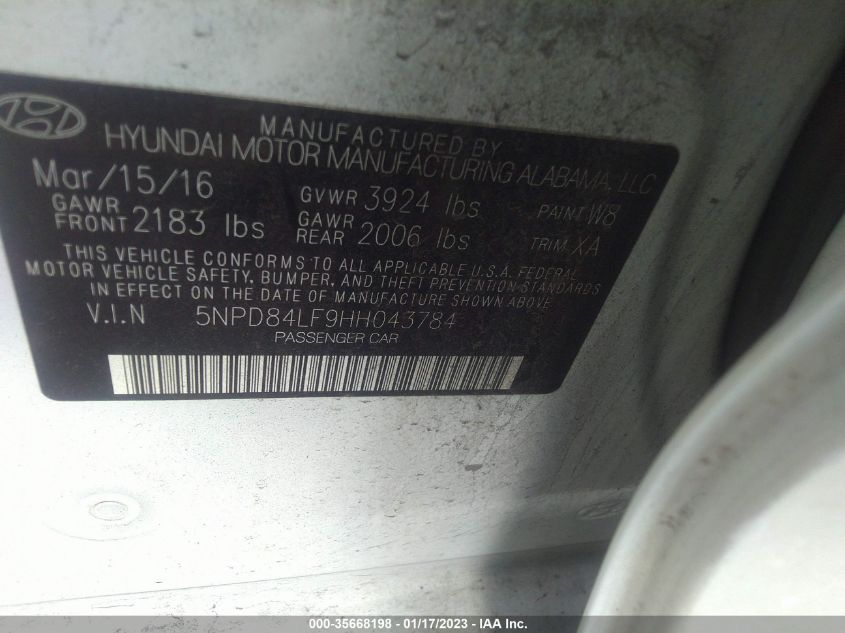 MANUFACTURED BY
HYUNDAI MOTOR MANUFACTURING ALABAMA, LLC
Mar/15/16 GVWR 3924 lbs PAINT W8
GAWR FRONT 2183 lbs GAWR REAR 2006 lbs TRIM XA
THIS VEHICLE CONFORMS TO ALL APPLICABLE U.S.A. FEDERAL
MOTOR VEHICLE SAFETY, BUMPER, AND THEFT PREVENTION STANDARDS
IN EFFECT ON THE DATE OF MANUFACTURE SHOWN ABOVE.
V.I.N 5NPD84LF9HH043784
PASSENGER CAR
000-35668198 - 01/17/2023 - IAA Inc.